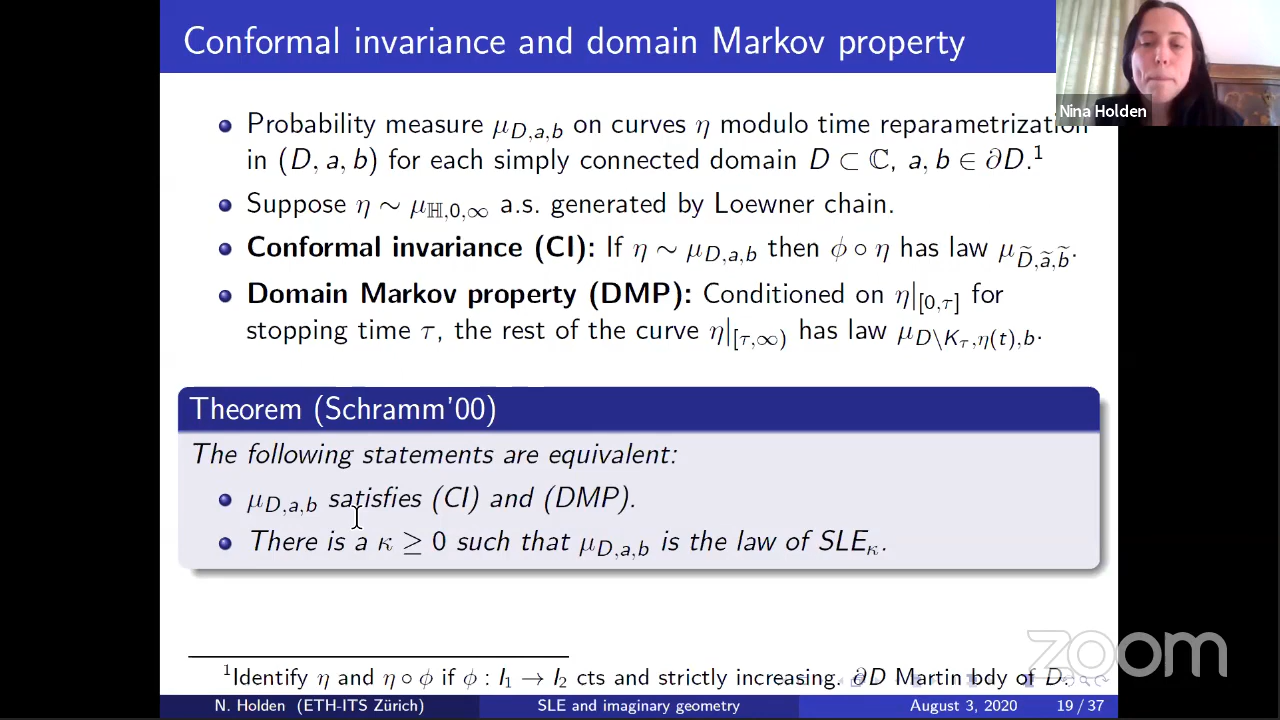 Conformal invariance and domain Markov property
Nina Holden
Probability measure μ_{D,a,b} on curves η modulo time reparametrization
in (D, a, b) for each simply connected domain D ⊂ ℂ, a, b ∈ ∂D.¹
Suppose η ∼ μ_{ℍ,0,∞} a.s. generated by Loewner chain.
Conformal invariance (CI): If η ∼ μ_{D,a,b} then ϕ ∘ η has law μ_{D̃,ã,b̃}.
Domain Markov property (DMP): Conditioned on η|_{[0,τ]} for
stopping time τ, the rest of the curve η|_{[τ,∞)} has law μ_{D\K_τ,η(t),b}.
Theorem (Schramm'00)
The following statements are equivalent:
μ_{D,a,b} satisfies (CI) and (DMP).
There is a κ ≥ 0 such that μ_{D,a,b} is the law of SLE_κ.
¹Identify η and η ∘ ϕ if ϕ : I₁ → I₂ cts and strictly increasing. ∂D Martin bdy of D.
zoom
N. Holden (ETH-ITS Zürich) SLE and imaginary geometry August 3, 2020 19 / 37